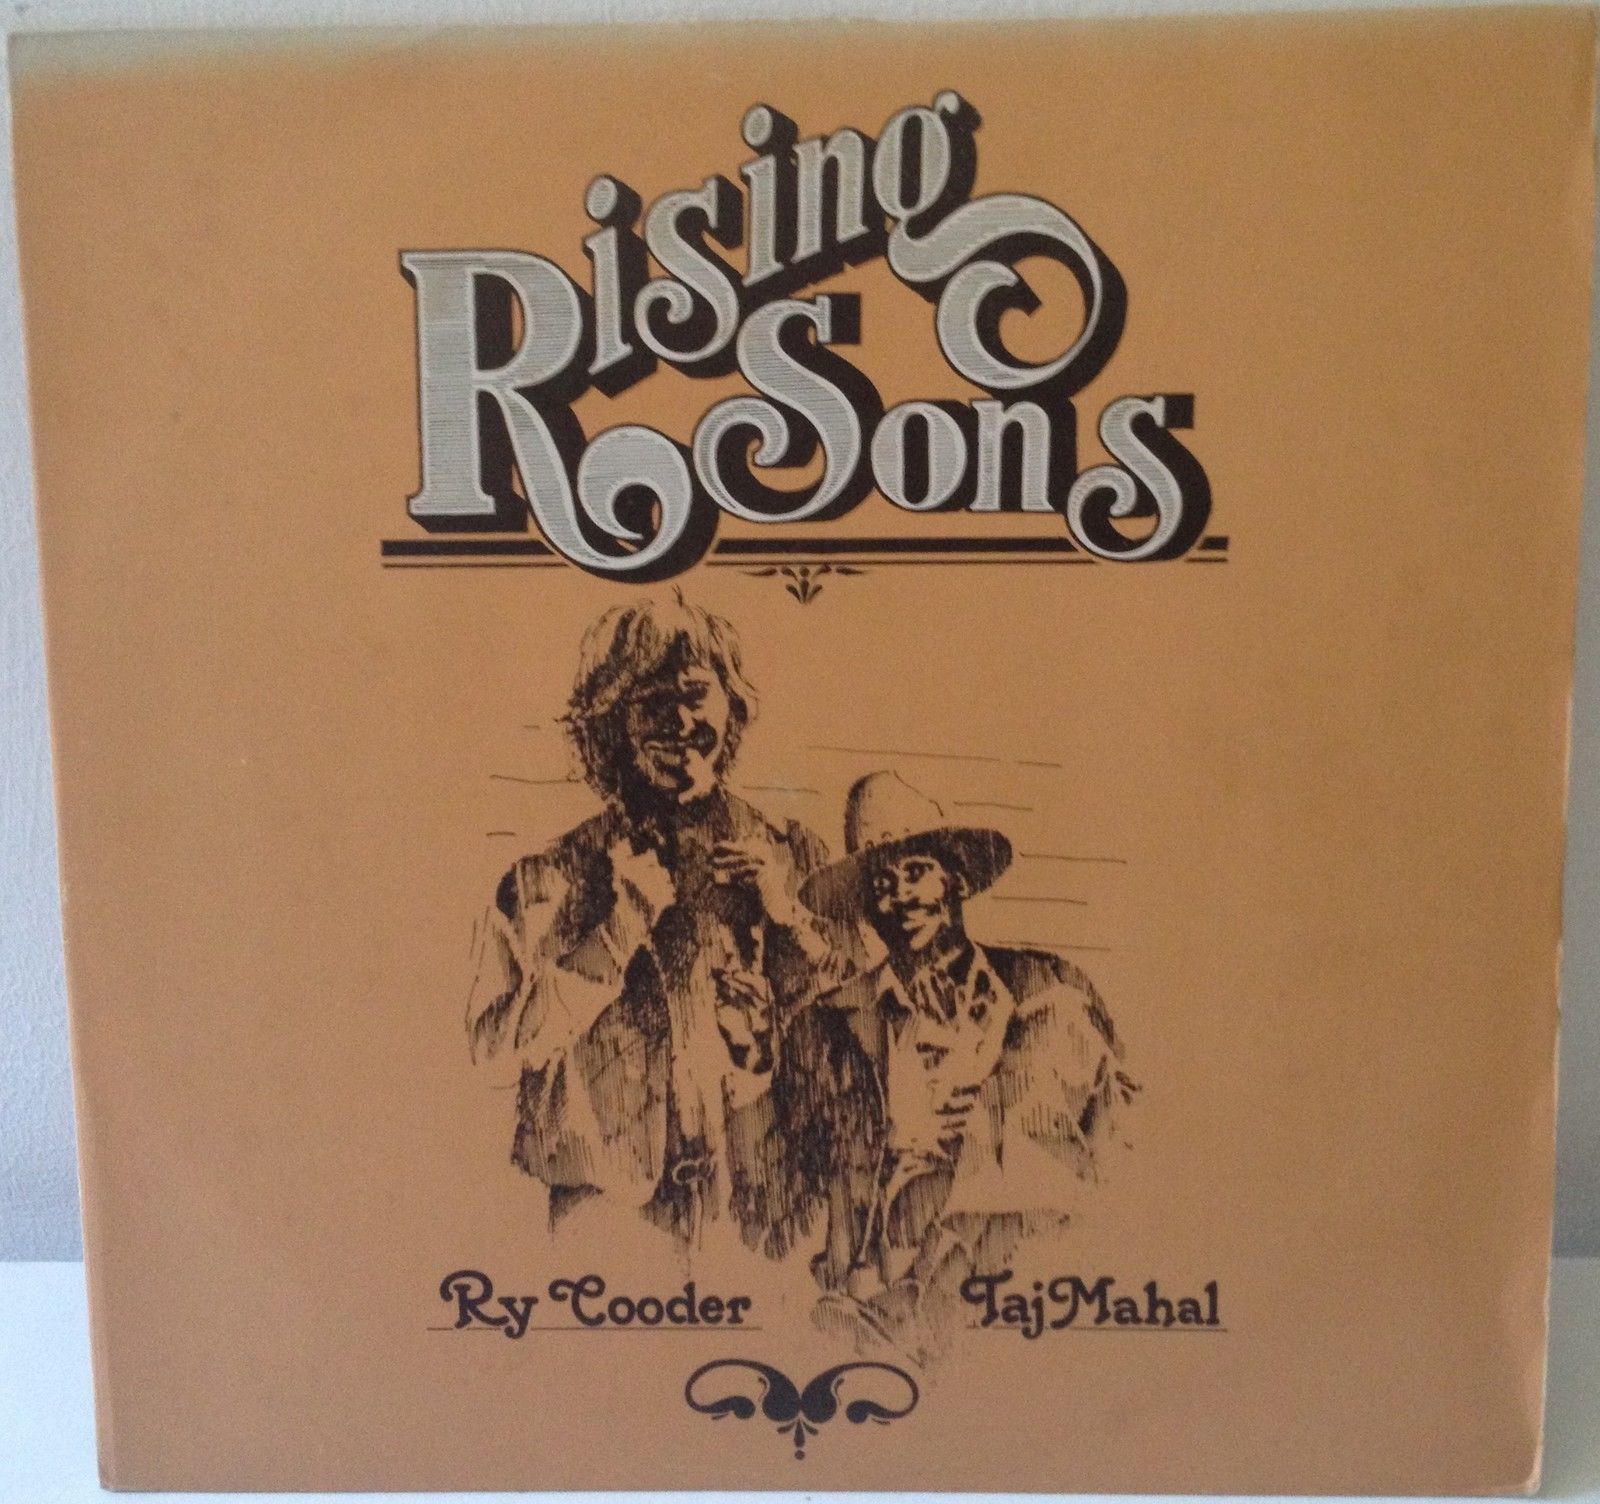 Rising
Sons
Ry Cooder
Taj Mahal